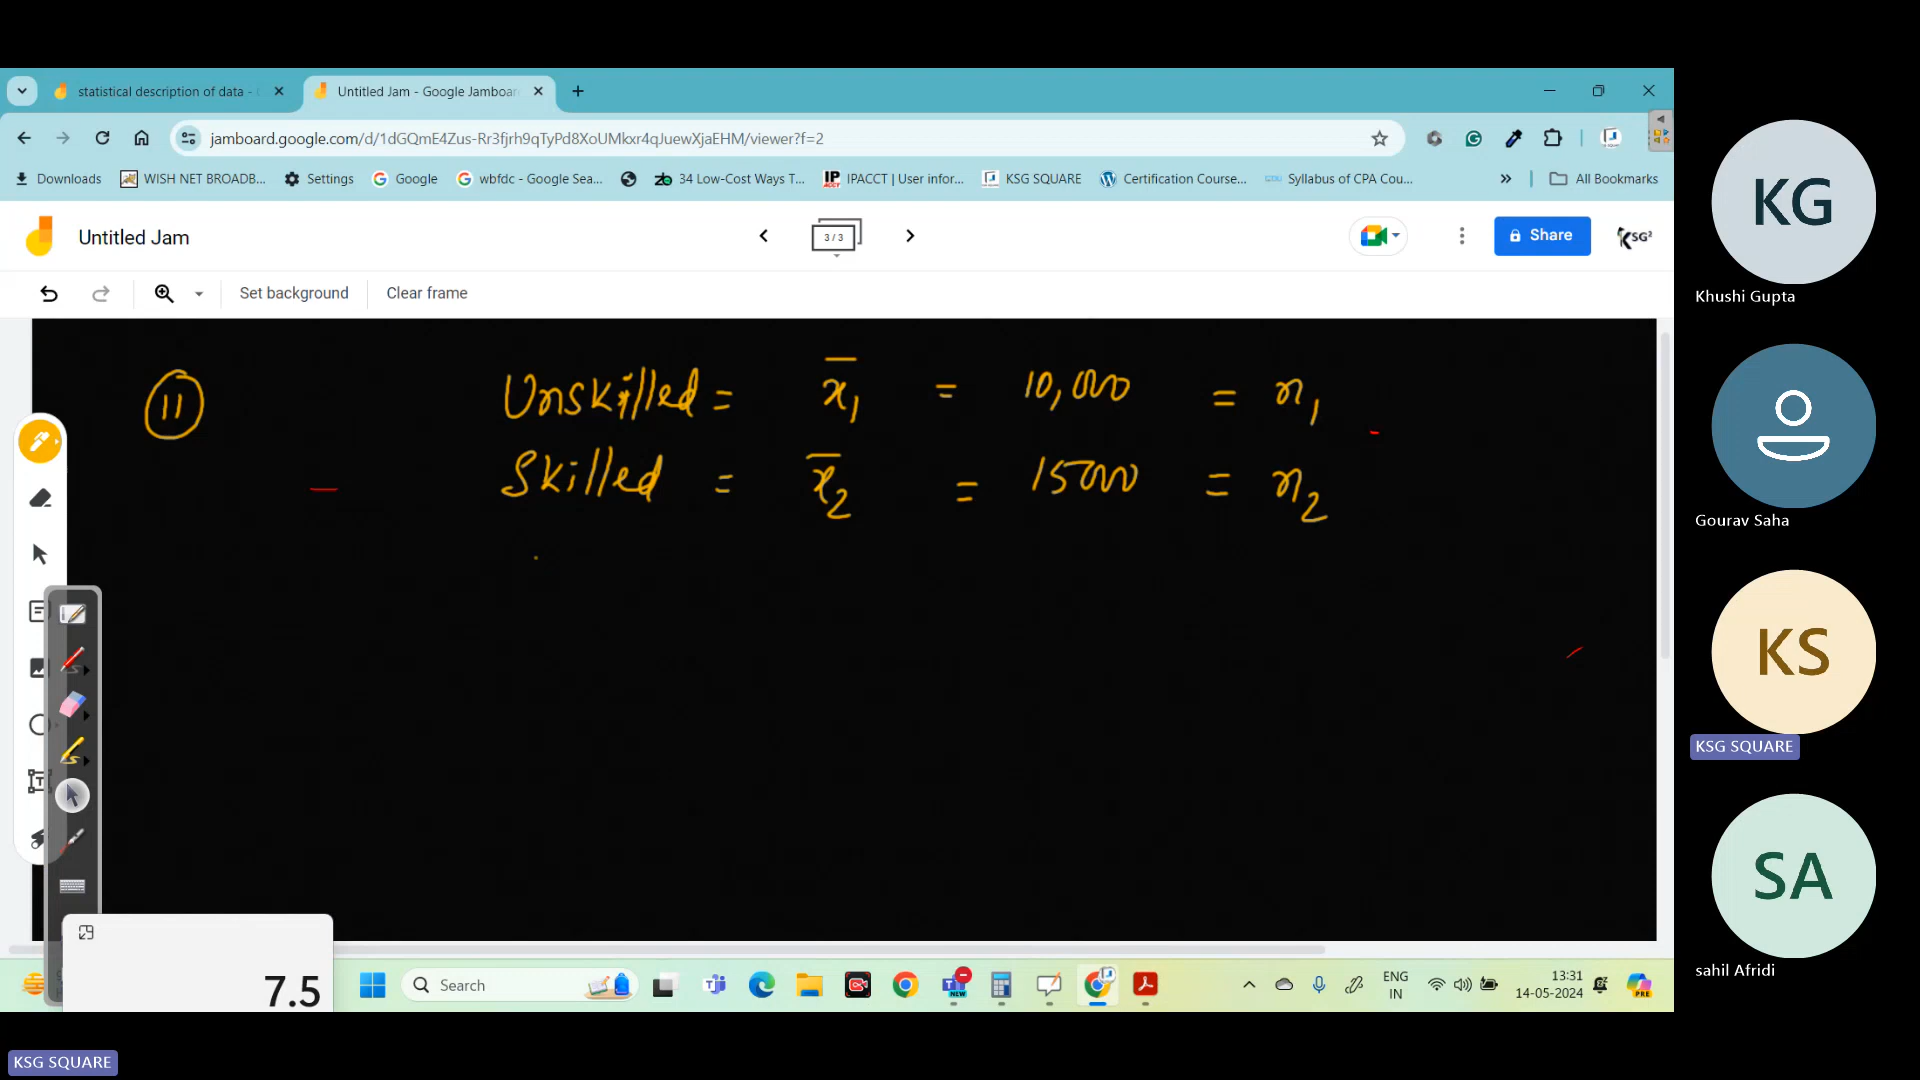 statistical description of data -
Untitled Jam - Google Jamboar
jamboard.google.com/d/1dGQmE4Zus-Rr3fjrh9qTyPd8XoUMkxr4qJuewXjaEHM/viewer?f=2
Downloads WISH NET BROADB... Settings Google wbfdc - Google Sea... 34 Low-Cost Ways T... IPACCT | User infor... KSG SQUARE Certification Course... Syllabus of CPA Cou... » All Bookmarks
Untitled Jam
3 / 3
Share
KSG²
Set background Clear frame
11
Unskilled = x̄₁ = 10,000 = n₁
Skilled = x̄₂ = 15000 = n₂
7.5
Search
ENG
IN
13:31
14-05-2024
KG
Khushi Gupta
Gourav Saha
KS
KSG SQUARE
SA
sahil Afridi
KSG SQUARE